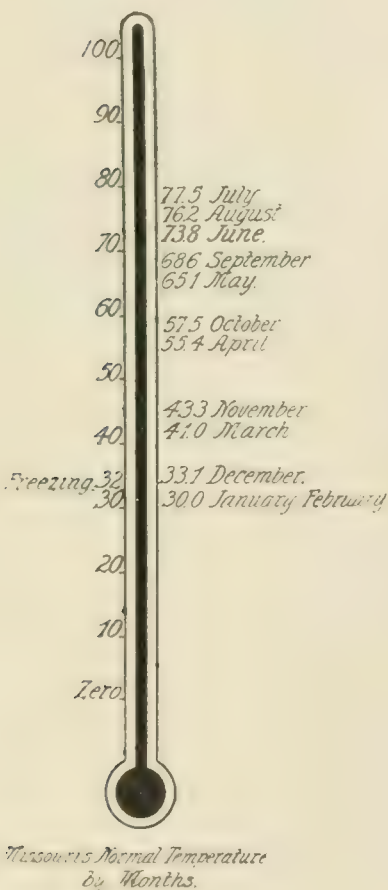 100
90
80
77.5 July
76.2 August
73.8 June.
70
68.6 September
65.1 May.
60
57.5 October
55.4 April
50
43.3 November
41.0 March
40
Freezing. 32 33.1 December.
30 30.0 January February
20
10
Zero
Missouri's Normal Temperature
by Months.